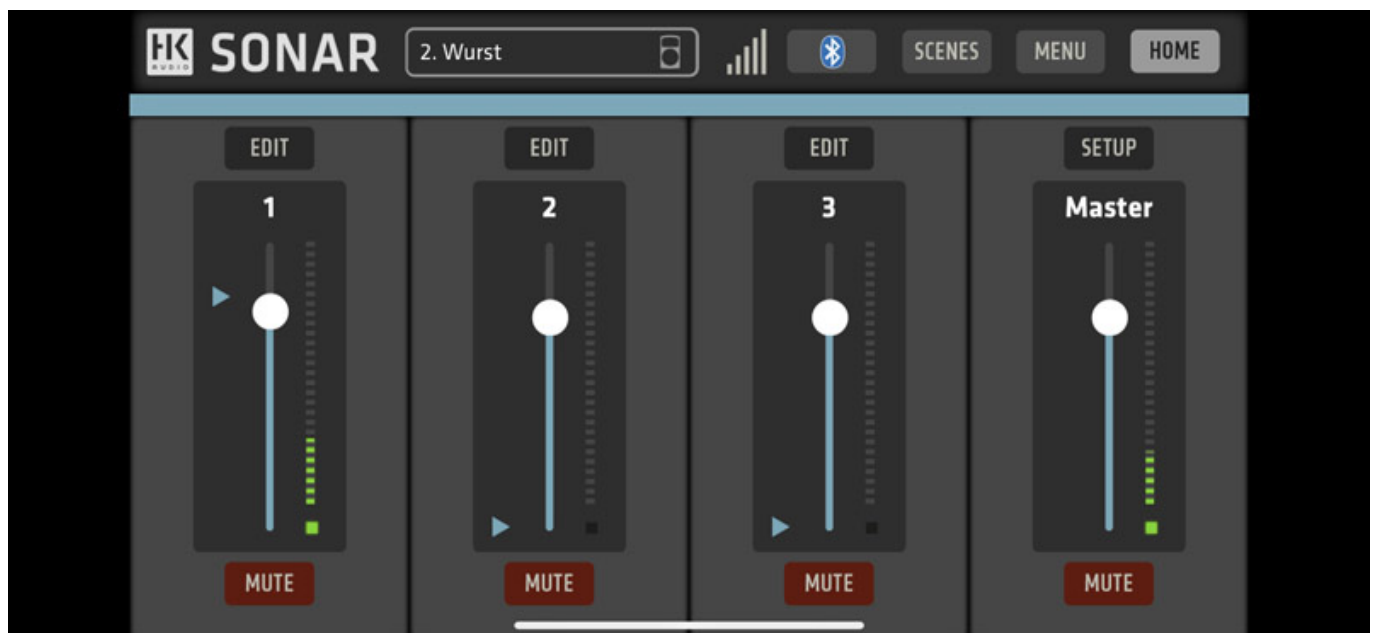 HK AUDIO SONAR 2. Wurst SCENES MENU HOME
EDIT EDIT EDIT SETUP
1 2 3 Master
MUTE MUTE MUTE MUTE